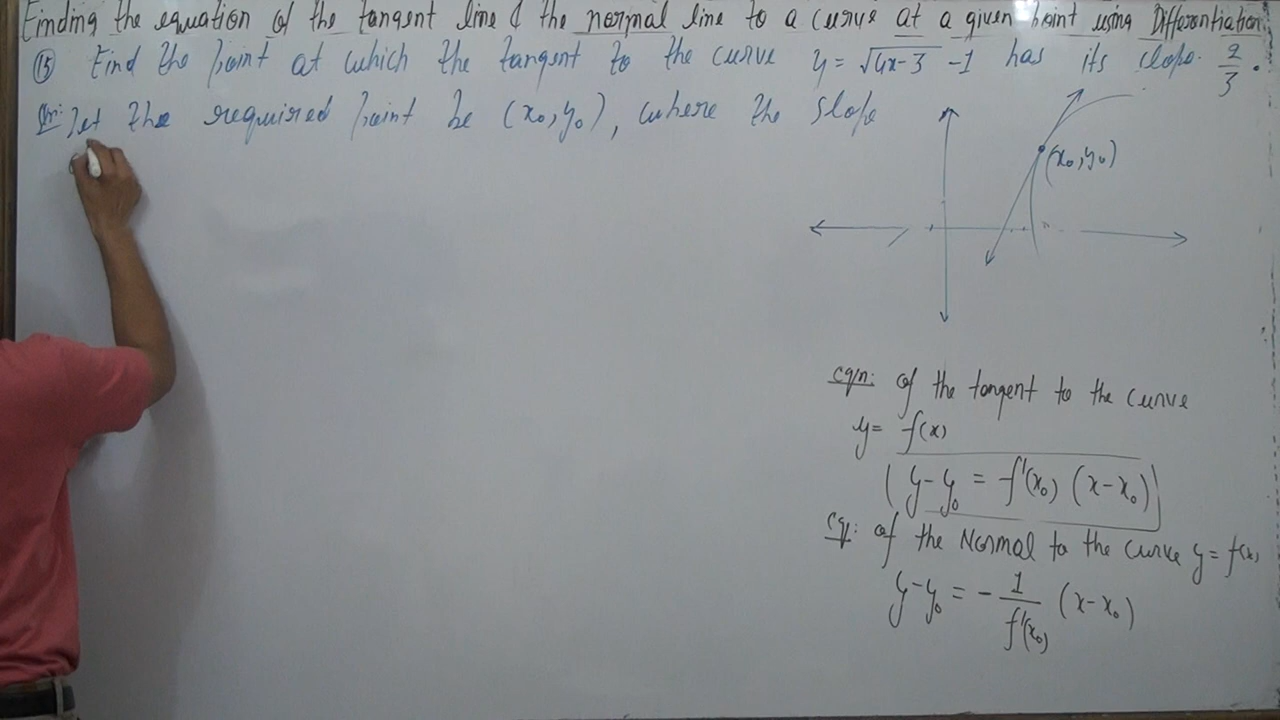 Finding the equation of the tangent line & the normal line to a curve at a given point using Differentiation.
(15) Find the point at which the tangent to the curve y = √4x-3 -1 has its slope 2/3.
Let the required point be (x₀,y₀), where the slope
(x₀,y₀)
eqn: of the tangent to the curve
y = f(x)
y-y₀ = f'(x₀) (x-x₀)
eq: of the Normal to the curve y = f(x)
y-y₀ = - 1/f'(x₀) (x-x₀)